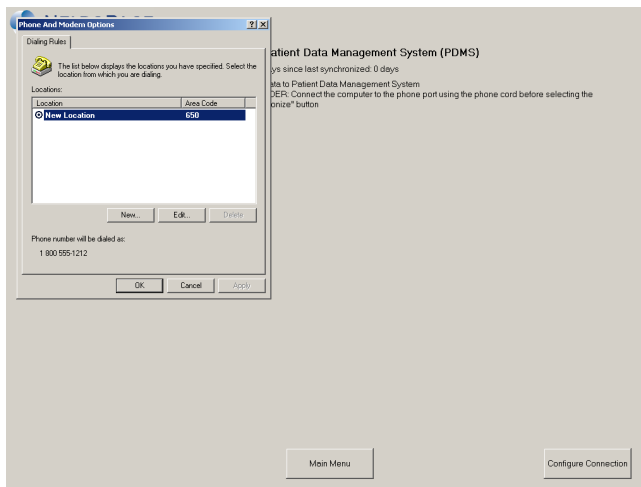 Phone And Modem Options
Dialing Rules
The list below displays the locations you have specified. Select the
location from which you are dialing.
Locations:
Location Area Code
New Location 650
New... Edit... Delete
Phone number will be dialed as:
1 800 555-1212
OK Cancel Apply
atient Data Management System (PDMS)
ys since last synchronized: 0 days
ata to Patient Data Management System
DER: Connect the computer to the phone port using the phone cord before selecting the
onize" button
Main Menu Configure Connection